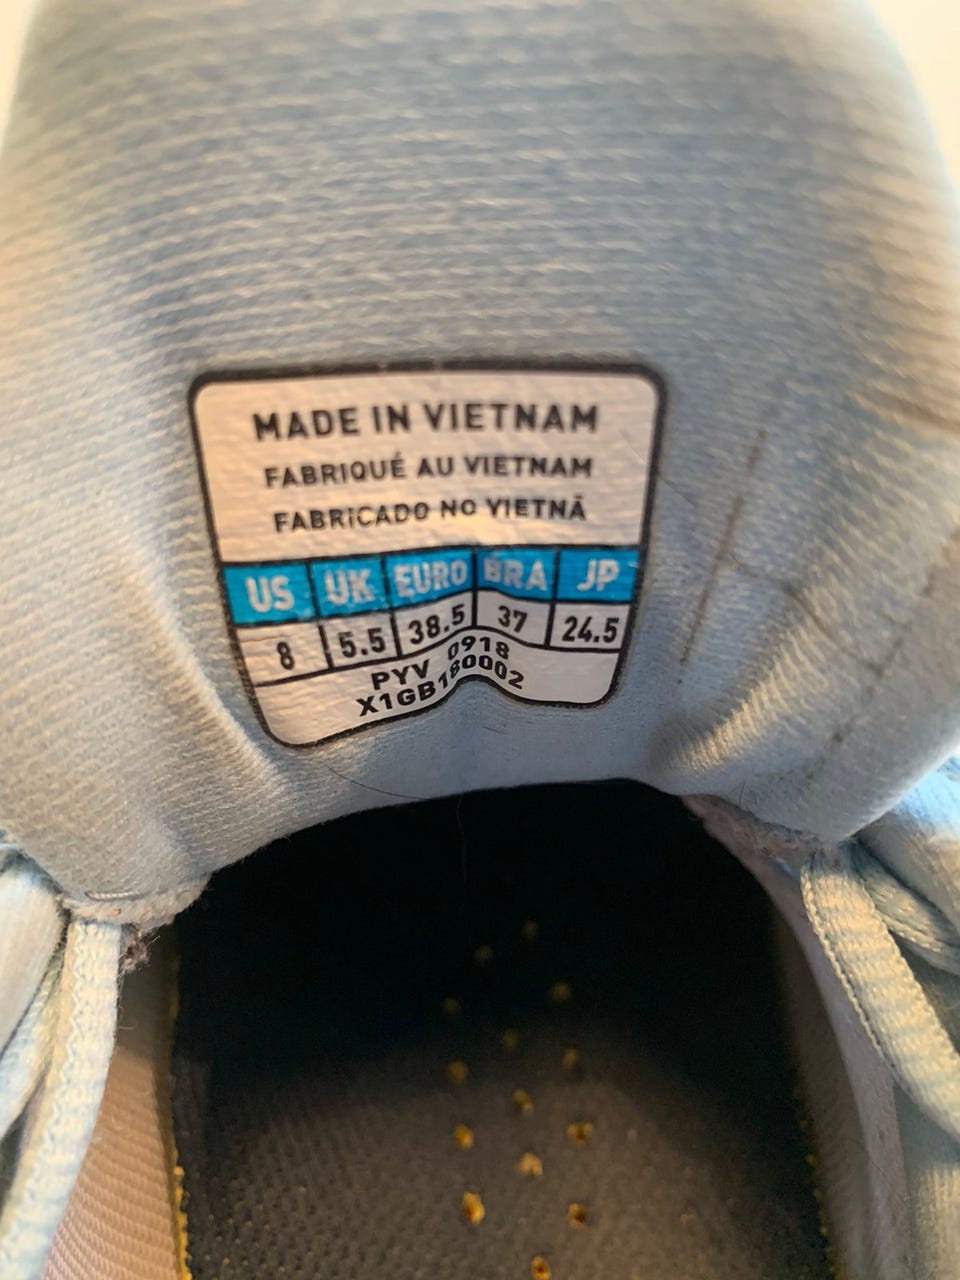 MADE IN VIETNAM
FABRIQUÉ AU VIETNAM
FABRICADO NO VIETNÃ
US UK EURO BRA JP
8 5.5 38.5 37 24.5
PYV 0918
X1GB180002